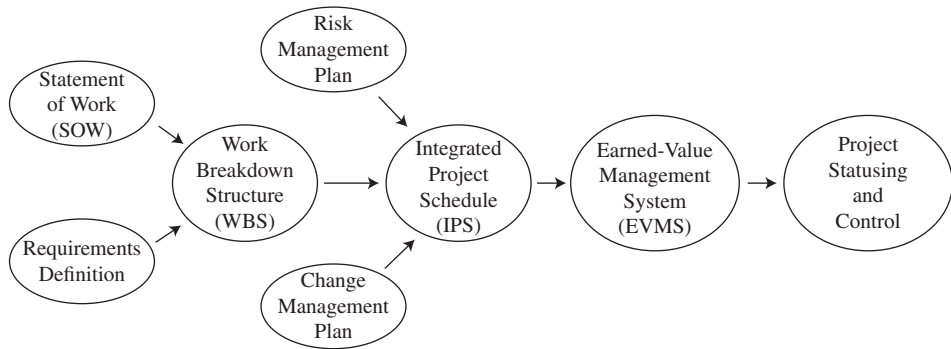 Statement
of Work
(SOW)
Requirements
Definition
Work
Breakdown
Structure
(WBS)
Risk
Management
Plan
Change
Management
Plan
Integrated
Project
Schedule
(IPS)
Earned-Value
Management
System
(EVMS)
Project
Statusing
and
Control